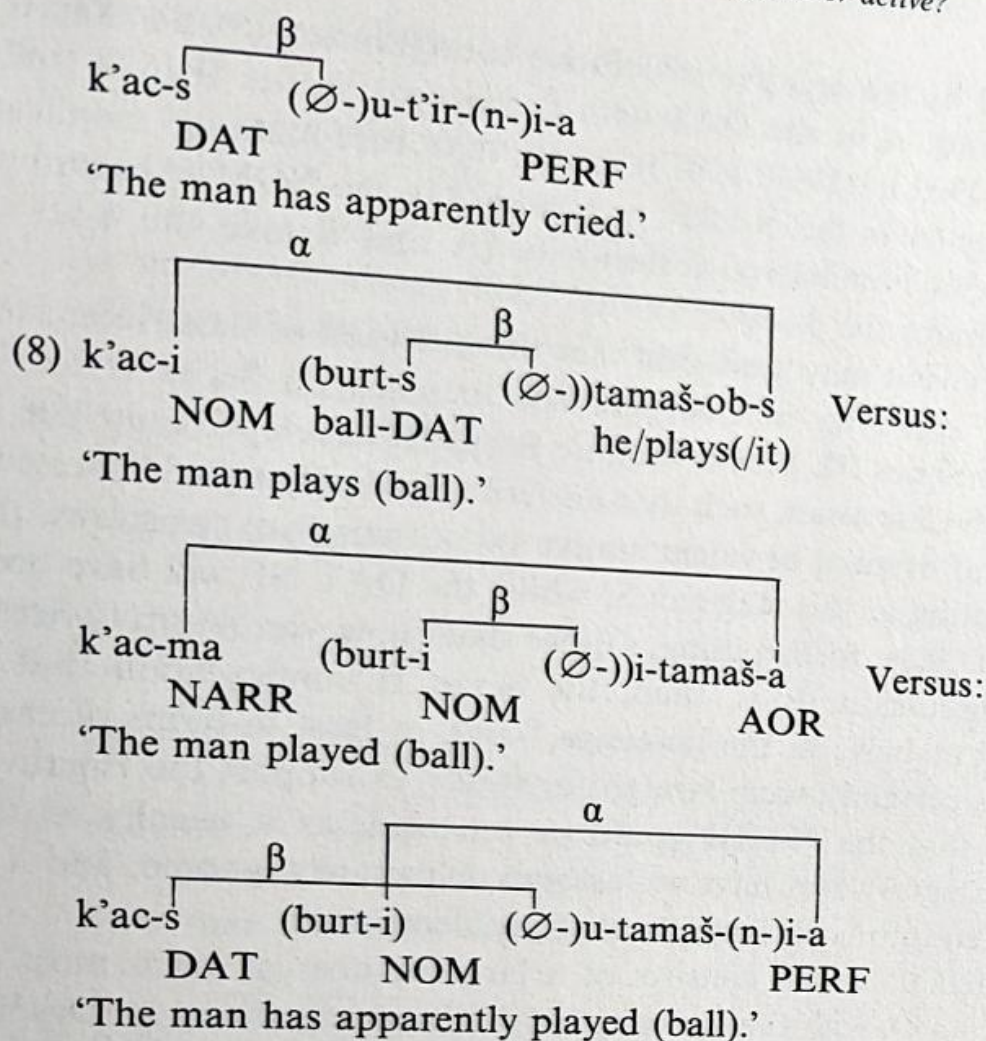 active?
β
k’ac-s (Ø-)u-t’ir-(n-)i-a
DAT PERF
‘The man has apparently cried.’
α
β
(8) k’ac-i (burt-s (Ø-))tamaš-ob-s Versus:
NOM ball-DAT he/plays(/it)
‘The man plays (ball).’
α
β
k’ac-ma (burt-i (Ø-))i-tamaš-a Versus:
NARR NOM AOR
‘The man played (ball).’
α
β
k’ac-s (burt-i) (Ø-)u-tamaš-(n-)i-a
DAT NOM PERF
‘The man has apparently played (ball).’